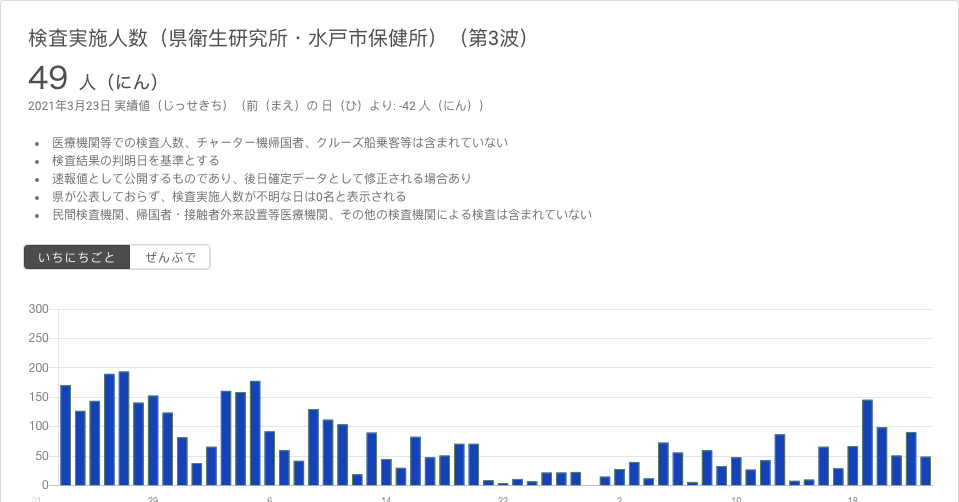 検査実施人数（県衛生研究所・水戸市保健所）（第3波）
49 人（にん）
2021年3月23日 実績値（じっせきち）（前（まえ）の 日（ひ）より: -42 人（にん））
医療機関等での検査人数、チャーター機帰国者、クルーズ船乗客等は含まれていない
検査結果の判明日を基準とする
速報値として公開するものであり、後日確定データとして修正される場合あり
県が公表しておらず、検査実施人数が不明な日は0名と表示される
民間検査機関、帰国者・接触者外来設置等医療機関、その他の検査機関による検査は含まれていない
いちにちごと ぜんぶで
300
250
200
150
100
50
0
21 29 6 14 22 2 10 18